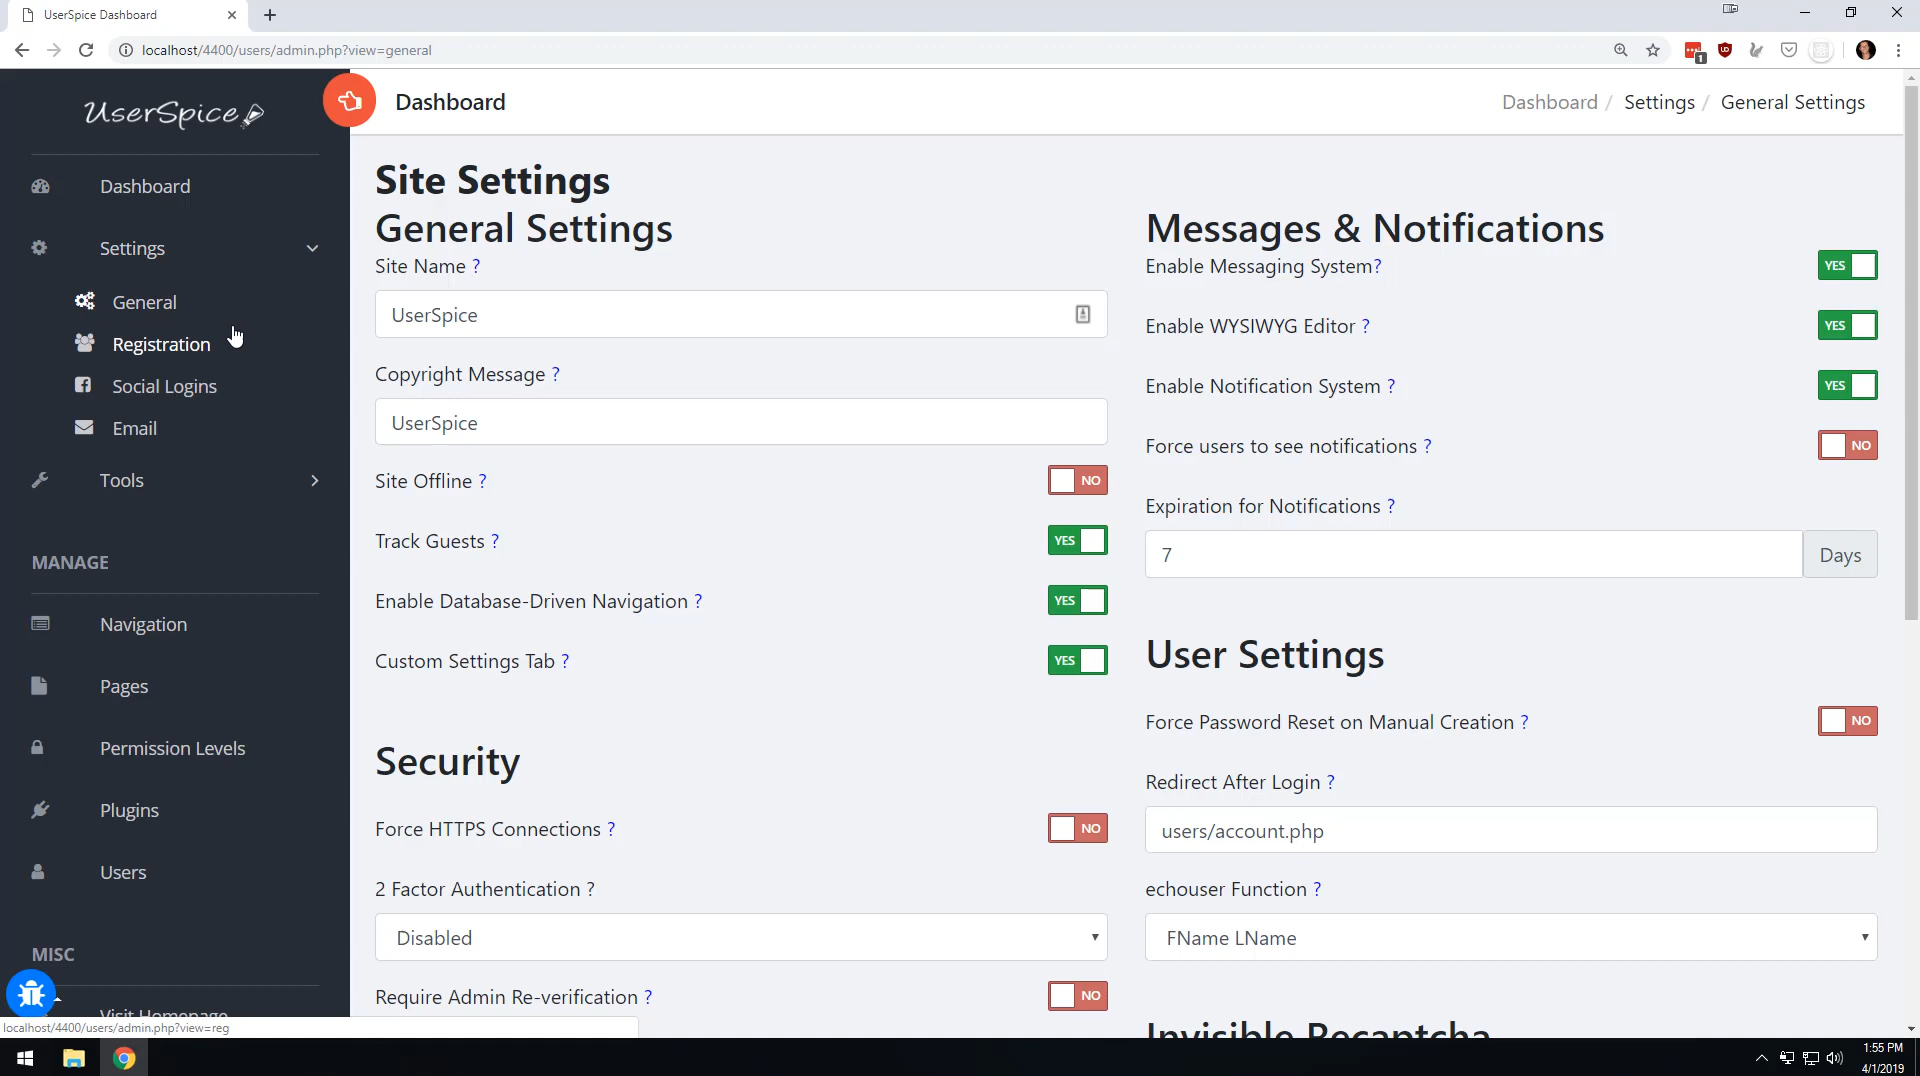 UserSpice Dashboard
localhost/4400/users/admin.php?view=general
1
UserSpice
Dashboard
Dashboard / Settings / General Settings
Dashboard
Settings
General
Registration
Social Logins
Email
Tools
MANAGE
Navigation
Pages
Permission Levels
Plugins
Users
MISC
Visit Homepage
localhost/4400/users/admin.php?view=reg
Site Settings
General Settings
Site Name ?
UserSpice
Copyright Message ?
UserSpice
Site Offline ? NO
Track Guests ? YES
Enable Database-Driven Navigation ? YES
Custom Settings Tab ? YES
Security
Force HTTPS Connections ? NO
2 Factor Authentication ?
Disabled
Require Admin Re-verification ? NO
Messages & Notifications
Enable Messaging System? YES
Enable WYSIWYG Editor ? YES
Enable Notification System ? YES
Force users to see notifications ? NO
Expiration for Notifications ?
7 Days
User Settings
Force Password Reset on Manual Creation ? NO
Redirect After Login ?
users/account.php
echouser Function ?
FName LName
Invisible Recaptcha
1:55 PM
4/1/2019